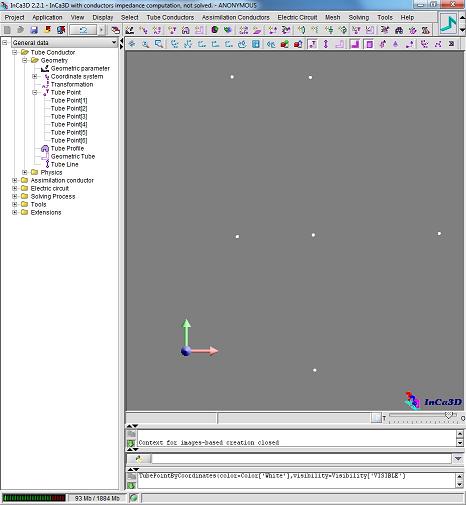 InCa3D 2.2.1 - InCa3D with conductors impedance computation, not solved. - ANONYMOUS
Project Application View Display Select Tube Conductors Assimilation Conductors Electric Circuit Mesh Solving Tools Help
General data
Tube Conductor
Geometry
Geometric parameter
Coordinate system
Transformation
Tube Point
Tube Point[1]
Tube Point[2]
Tube Point[3]
Tube Point[4]
Tube Point[5]
Tube Point[6]
Tube Profile
Geometric Tube
Tube Line
Physics
Assimilation conductor
Electric circuit
Solving Process
Tools
Extensions
InCa3D
T O
Context for images-based creation closed
TubePointByCoordinates(color=Color['White'],visibility=Visibility['VISIBLE']
93 Mb / 1884 Mb